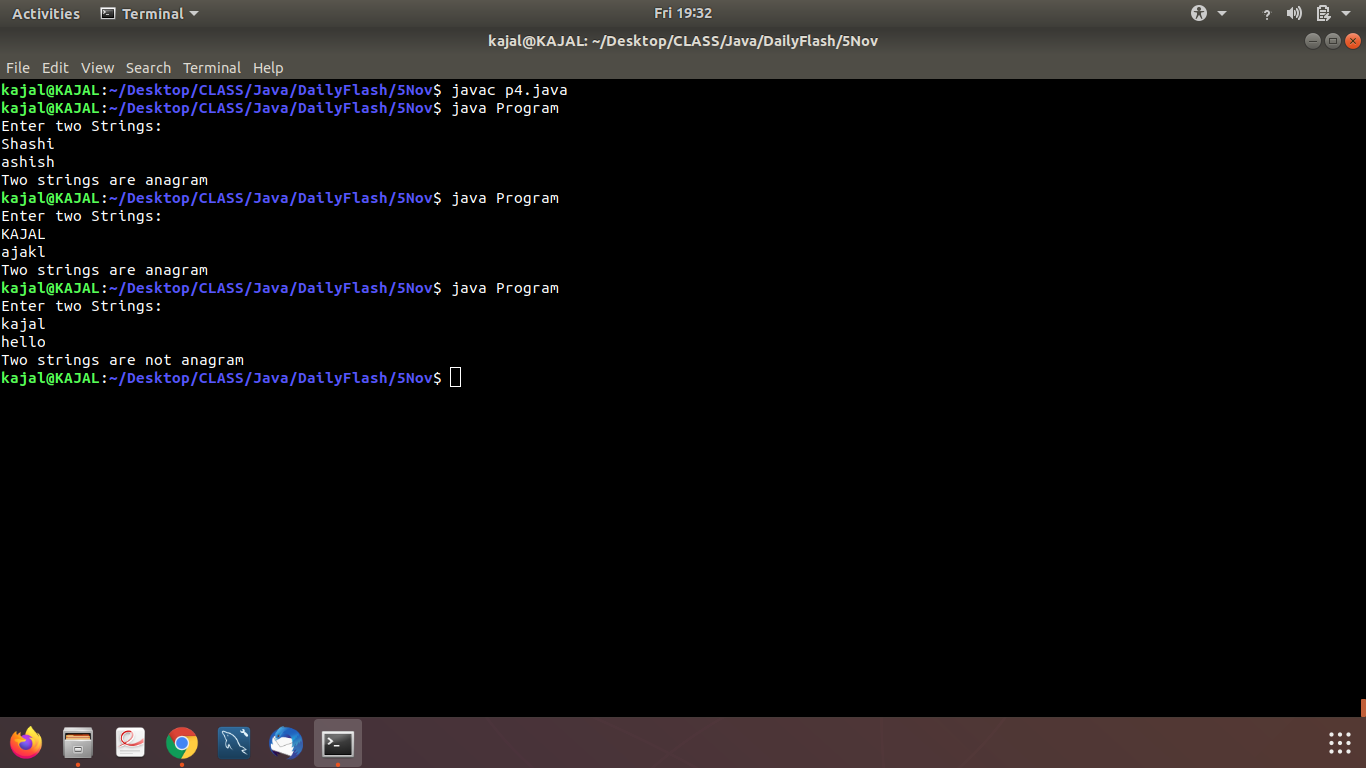 Activities Terminal Fri 19:32
kajal@KAJAL: ~/Desktop/CLASS/Java/DailyFlash/5Nov
File Edit View Search Terminal Help
kajal@KAJAL:~/Desktop/CLASS/Java/DailyFlash/5Nov$ javac p4.java
kajal@KAJAL:~/Desktop/CLASS/Java/DailyFlash/5Nov$ java Program
Enter two Strings:
Shashi
ashish
Two strings are anagram
kajal@KAJAL:~/Desktop/CLASS/Java/DailyFlash/5Nov$ java Program
Enter two Strings:
KAJAL
ajakl
Two strings are anagram
kajal@KAJAL:~/Desktop/CLASS/Java/DailyFlash/5Nov$ java Program
Enter two Strings:
kajal
hello
Two strings are not anagram
kajal@KAJAL:~/Desktop/CLASS/Java/DailyFlash/5Nov$